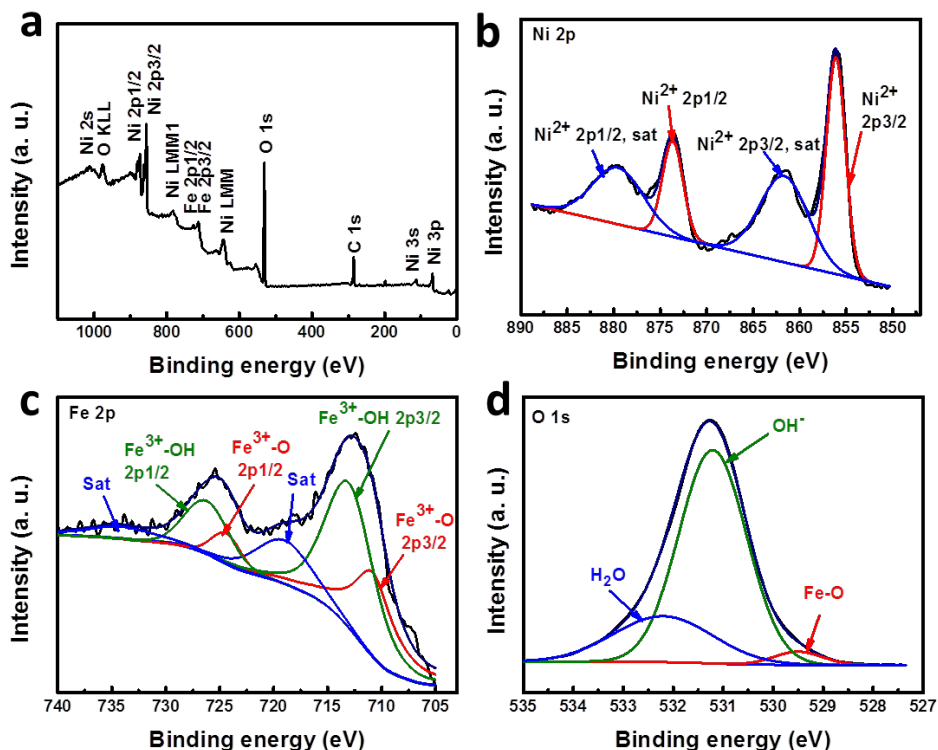 a
Intensity (a. u.)
Ni 2s
O KLL
Ni 2p1/2
Ni 2p3/2
Ni LMM1
Fe 2p1/2
Fe 2p3/2
Ni LMM
O 1s
C 1s
Ni 3s
Ni 3p
1000 800 600 400 200 0
Binding energy (eV)
b
Ni 2p
Intensity (a. u.)
Ni²⁺ 2p1/2, sat
Ni²⁺ 2p1/2
Ni²⁺ 2p3/2, sat
Ni²⁺
2p3/2
890 885 880 875 870 865 860 855 850
Binding energy (eV)
c
Fe 2p
Intensity (a. u.)
Sat
Fe³⁺-OH
2p1/2
Fe³⁺-O
2p1/2
Sat
Fe³⁺-OH 2p3/2
Fe³⁺-O
2p3/2
740 735 730 725 720 715 710 705
Binding energy (eV)
d
O 1s
Intensity (a. u.)
H₂O
OH⁻
Fe-O
535 534 533 532 531 530 529 528 527
Binding energy (eV)